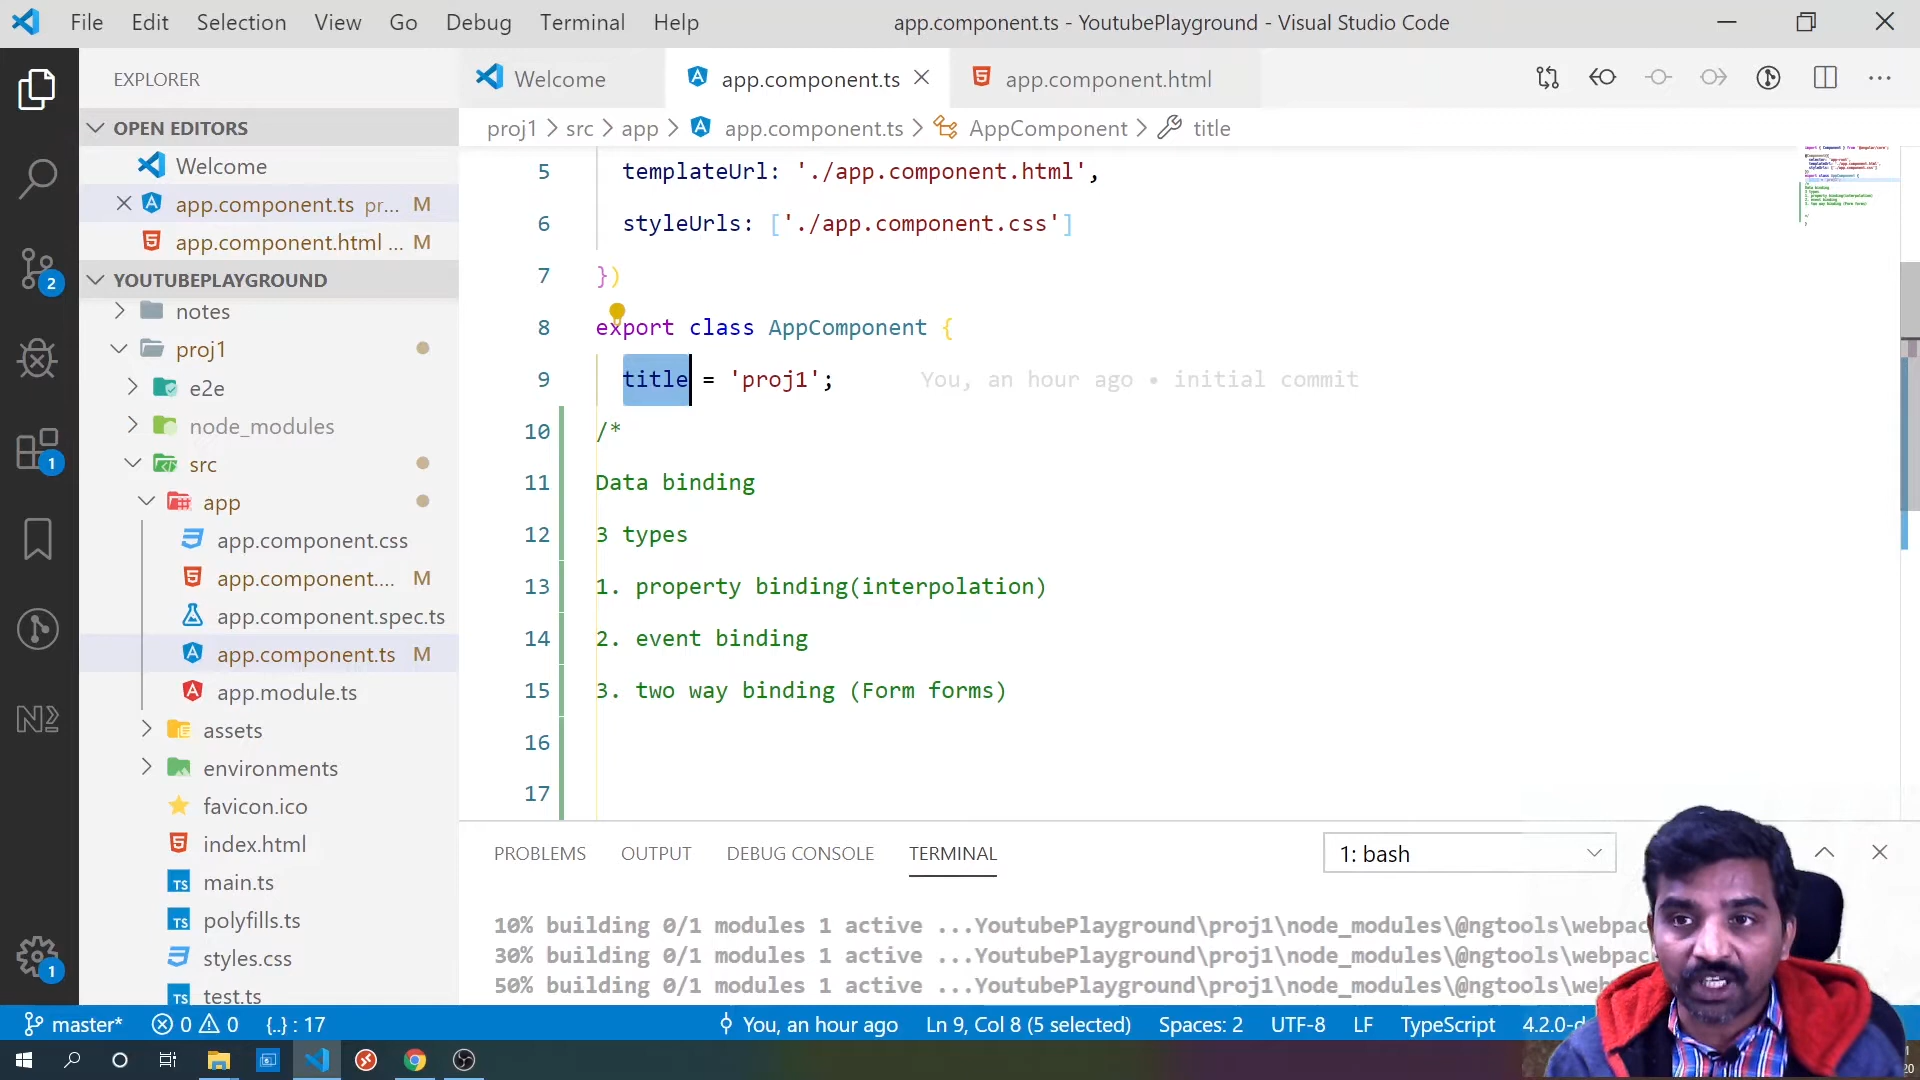 File Edit Selection View Go Debug Terminal Help
app.component.ts - YoutubePlayground - Visual Studio Code
EXPLORER
OPEN EDITORS
Welcome
app.component.ts pr... M
app.component.html ... M
YOUTUBEPLAYGROUND
notes
proj1
e2e
node_modules
src
app
app.component.css
app.component.... M
app.component.spec.ts
app.component.ts M
app.module.ts
assets
environments
favicon.ico
index.html
main.ts
polyfills.ts
styles.css
test.ts
2
1
1
Welcome
app.component.ts
app.component.html
proj1 > src > app > app.component.ts > AppComponent > title
5 templateUrl: './app.component.html',
6 styleUrls: ['./app.component.css']
7 })
8 export class AppComponent {
9 title = 'proj1'; You, an hour ago • initial commit
10 /*
11 Data binding
12 3 types
13 1. property binding(interpolation)
14 2. event binding
15 3. two way binding (Form forms)
16
17
PROBLEMS OUTPUT DEBUG CONSOLE TERMINAL
1: bash
10% building 0/1 modules 1 active ...YoutubePlayground\proj1\node_modules\@ngtools\webpac
30% building 0/1 modules 1 active ...YoutubePlayground\proj1\node_modules\@ngtools\webpac
50% building 0/1 modules 1 active ...YoutubePlayground\proj1\node_modules\@ngtools\webp
master* 0 0 {..} : 17
You, an hour ago Ln 9, Col 8 (5 selected) Spaces: 2 UTF-8 LF TypeScript 4.2.0-d